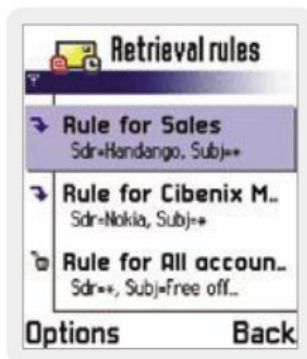 Retrieval rules
Rule for Sales
Sdr=Handango, Subj=*
Rule for Cibenix M..
Sdr=Nokia, Subj=*
Rule for All accoun..
Sdr=*, Subj=Free off...
Options Back